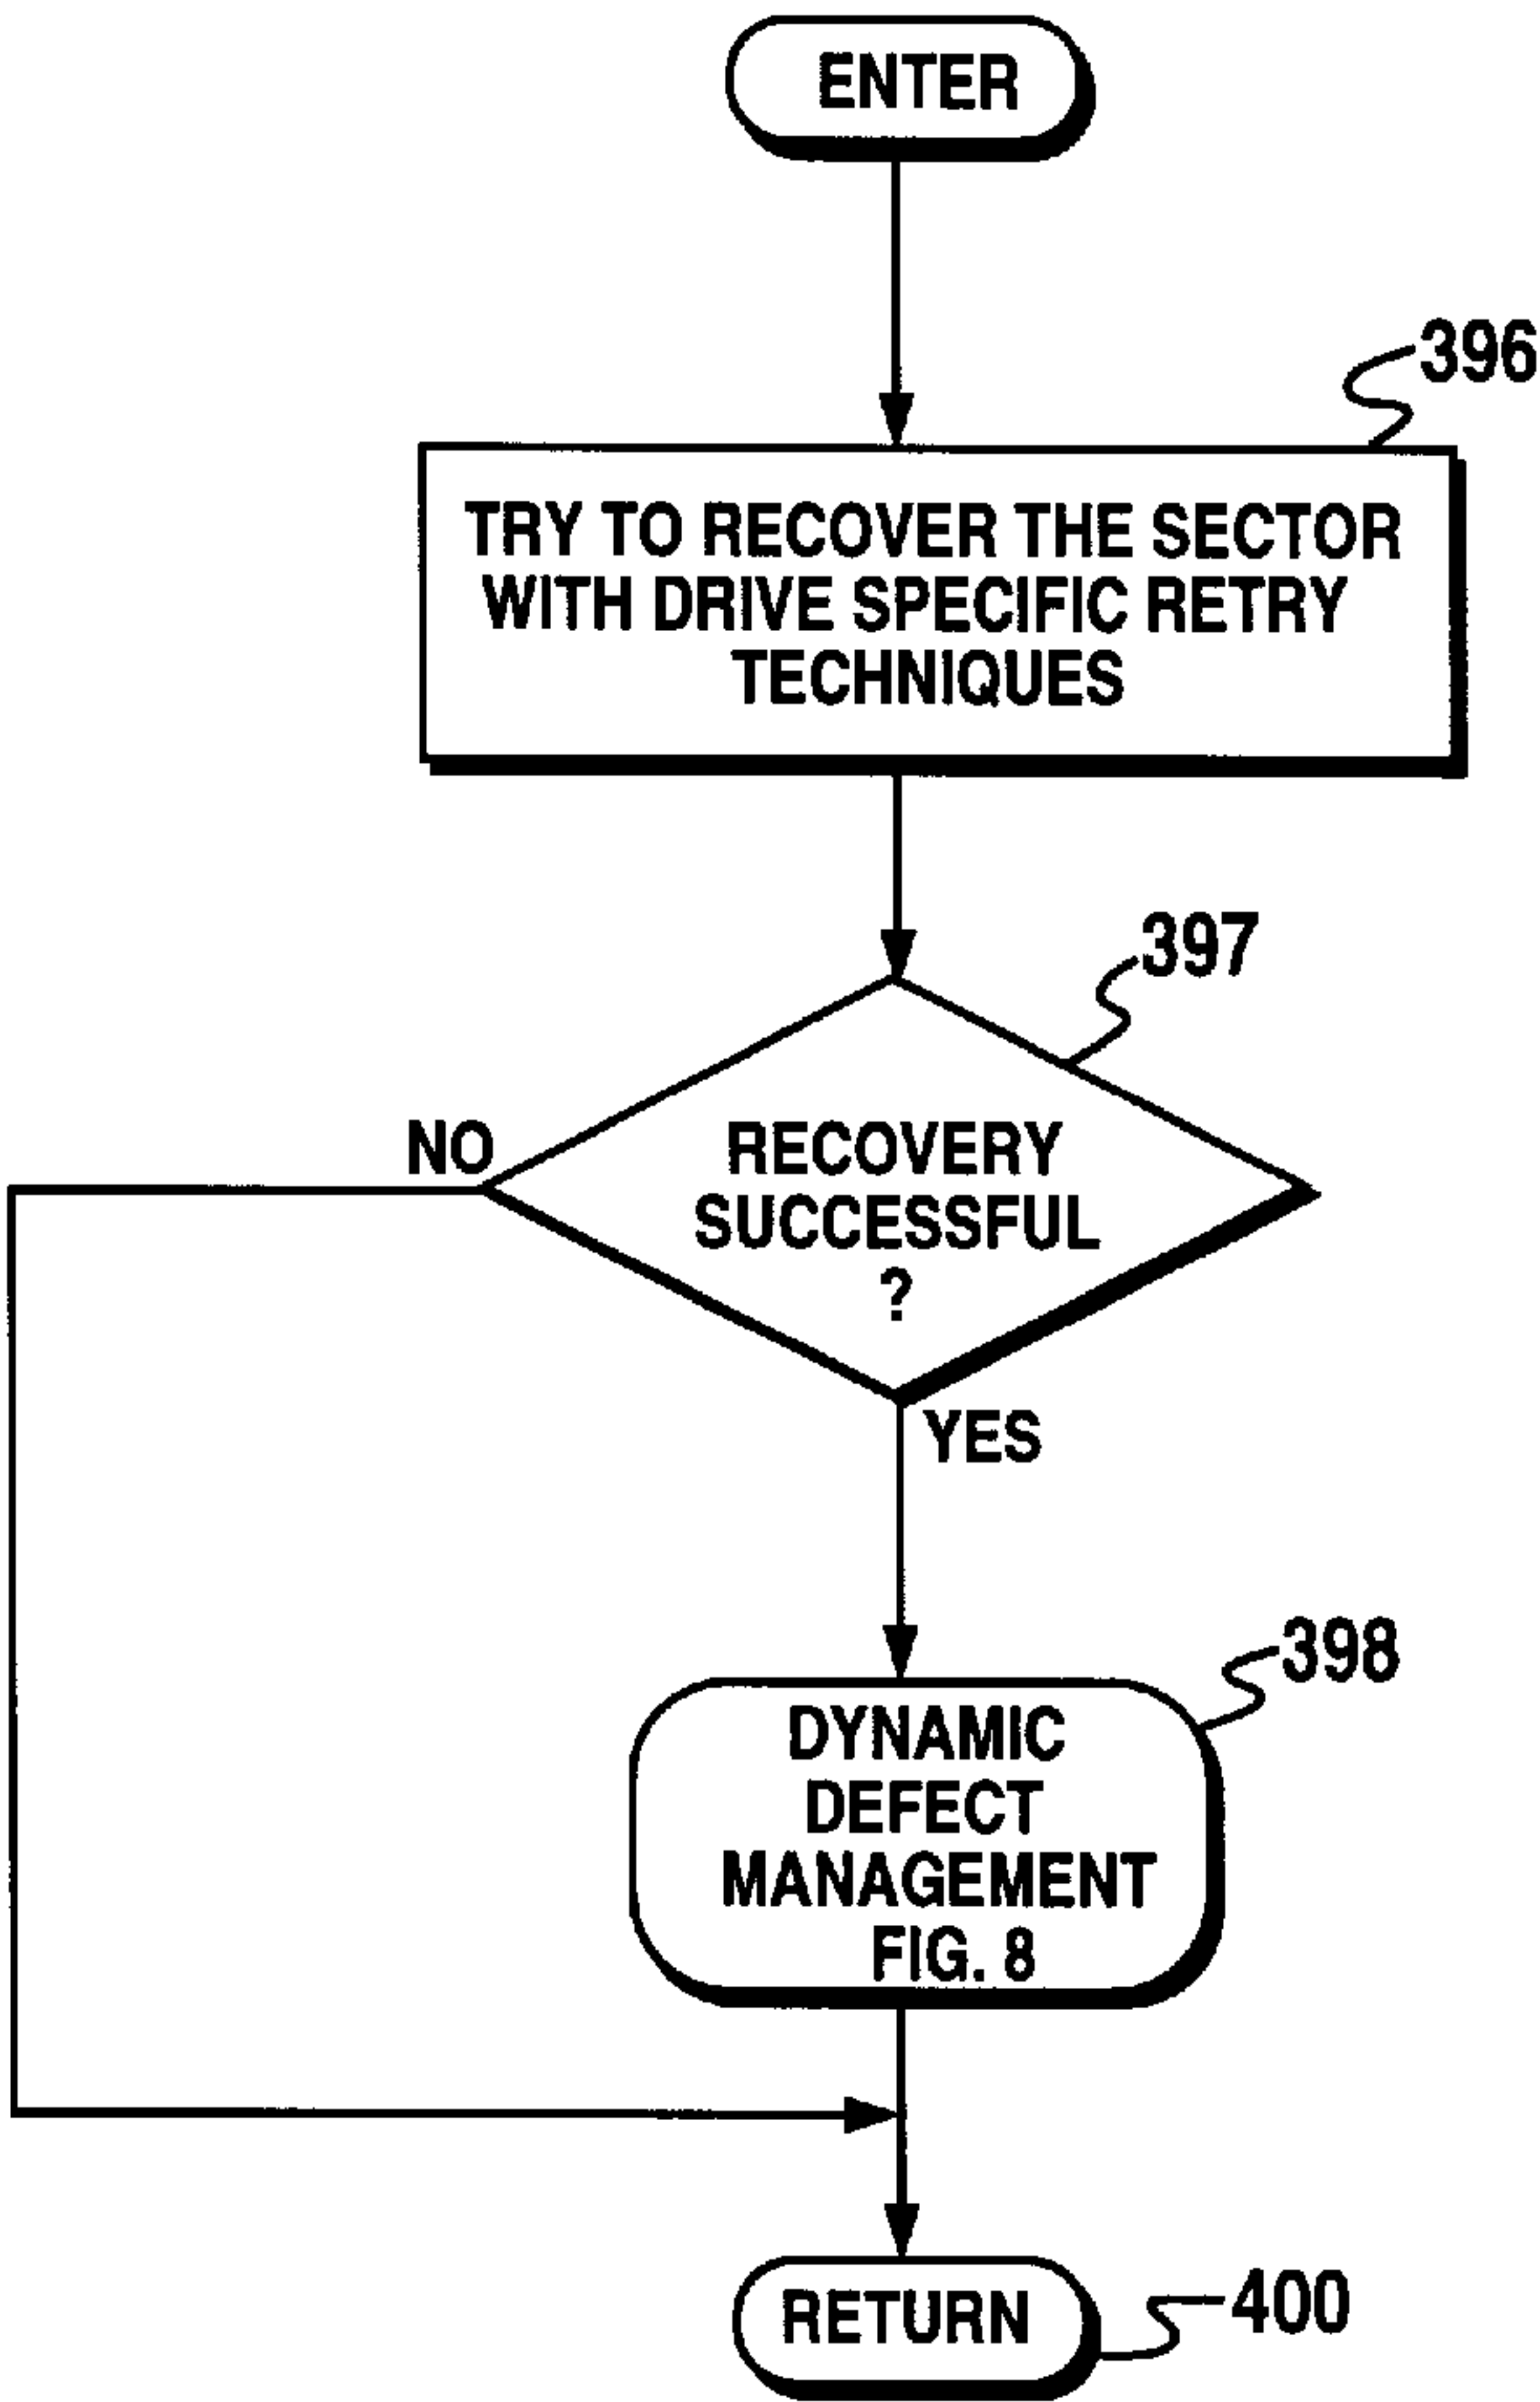 ENTER
396
TRY TO RECOVER THE SECTOR
WITH DRIVE SPECIFIC RETRY
TECHNIQUES
397
NO
RECOVERY
SUCCESSFUL
?
YES
398
DYNAMIC
DEFECT
MANAGEMENT
FIG. 8
RETURN
400